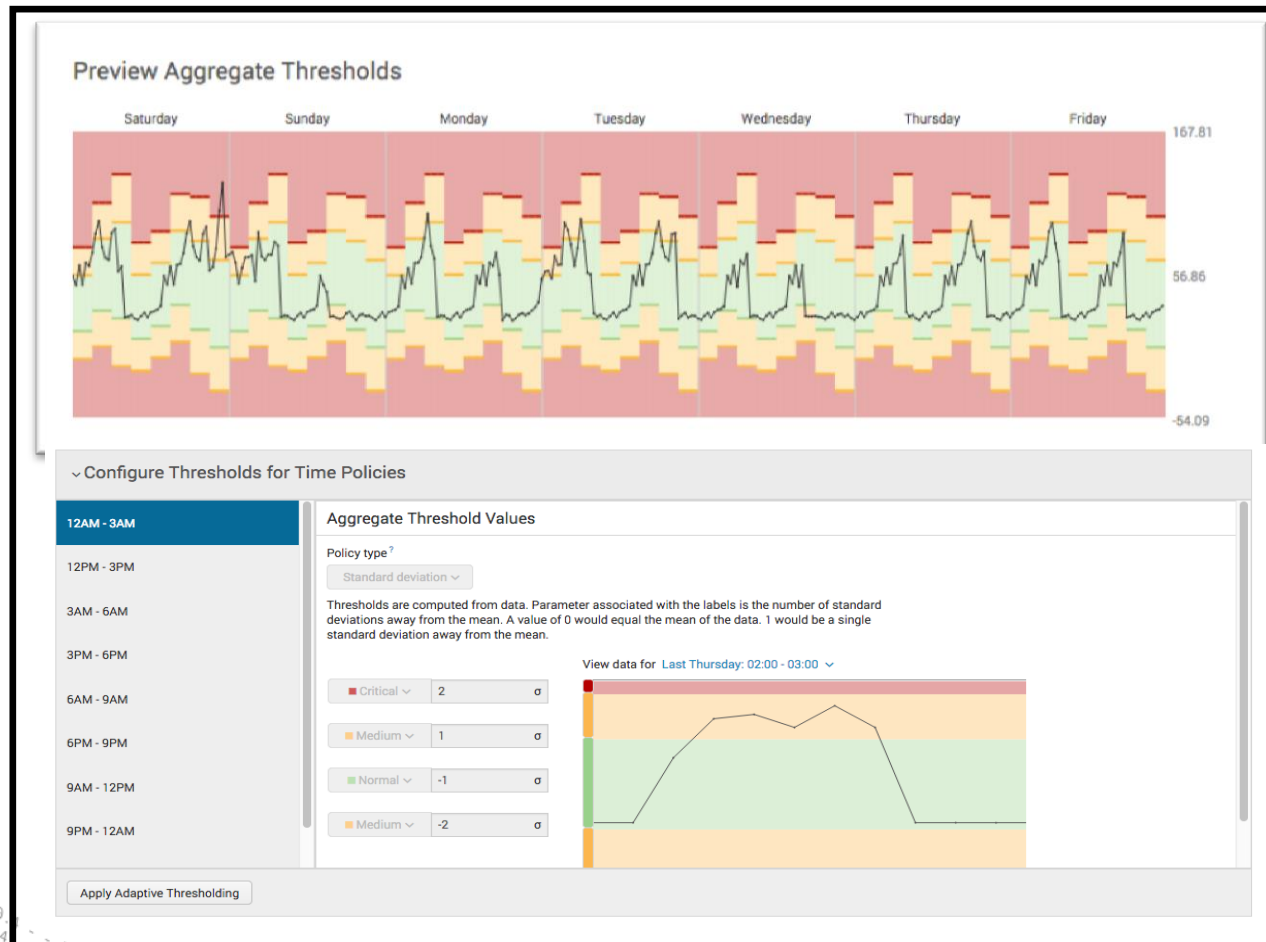 Preview Aggregate Thresholds
Saturday Sunday Monday Tuesday Wednesday Thursday Friday
167.81
56.86
-54.09
Configure Thresholds for Time Policies
12AM - 3AM
12PM - 3PM
3AM - 6AM
3PM - 6PM
6AM - 9AM
6PM - 9PM
9AM - 12PM
9PM - 12AM
Aggregate Threshold Values
Policy type ?
Standard deviation
Thresholds are computed from data. Parameter associated with the labels is the number of standard
deviations away from the mean. A value of 0 would equal the mean of the data. 1 would be a single
standard deviation away from the mean.
View data for Last Thursday: 02:00 - 03:00
Critical 2 σ
Medium 1 σ
Normal -1 σ
Medium -2 σ
Apply Adaptive Thresholding